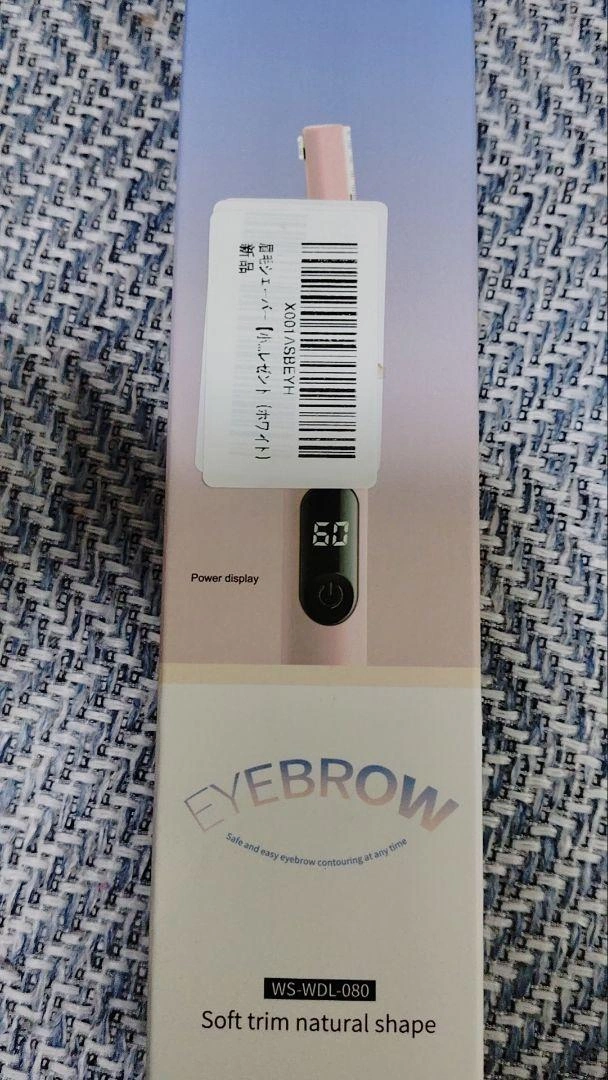 X001ASBEYH
眉毛シェーバー 【小...レゼント (ホワイト)
新品
60
Power display
EYEBROW
Safe and easy eyebrow contouring at any time
WS-WDL-080
Soft trim natural shape